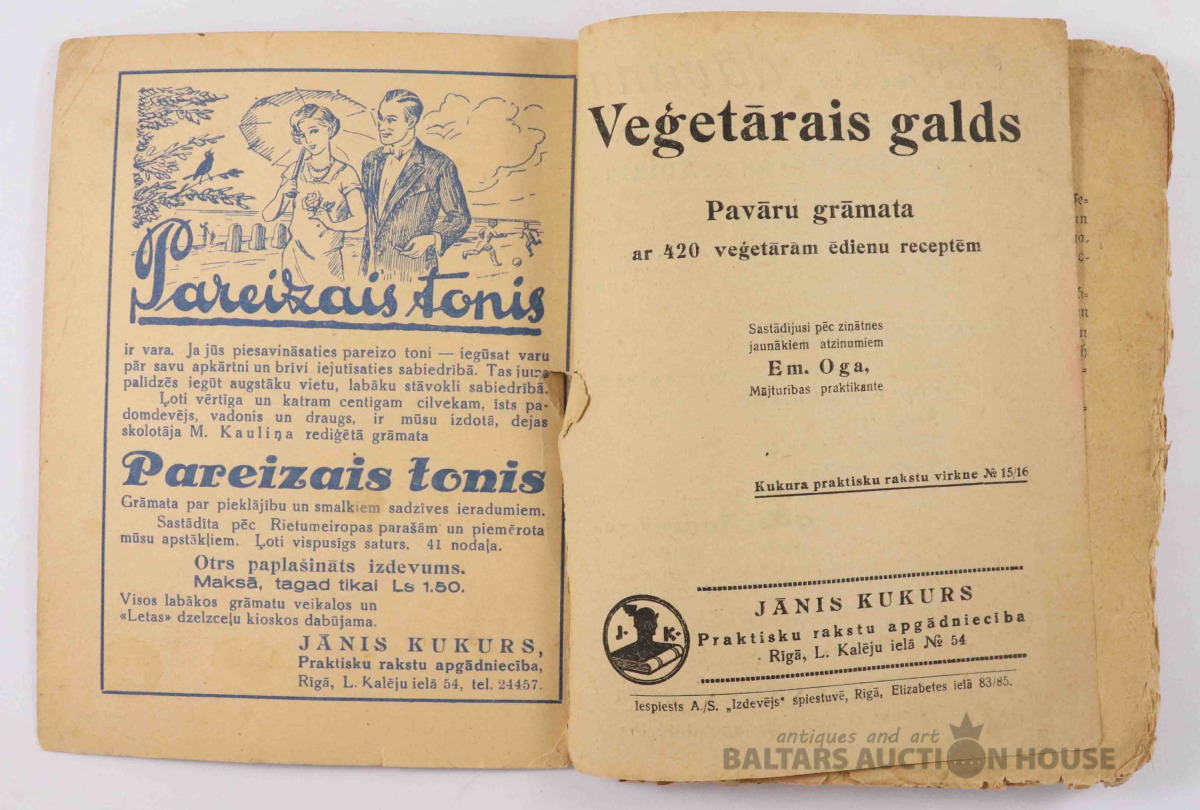 Pareizais tonis
ir vara. Ja jūs piesavināsaties pareizo toni — iegūsat varu
pār savu apkārtni un brīvi iejutīsaties sabiedrībā. Tas jums
palīdzēs iegūt augstāku vietu, labāku stāvokli sabiedrībā.
Ļoti vērtīga un katram centīgam cilvekam, īsts pa-
domdevējs, vadonis un draugs, ir mūsu izdotā, dejas
skolotāja M. Kauliņa rediģētā grāmata
Pareizais tonis
Grāmata par pieklājību un smalkiem sadzīves ieradumiem.
Sastādīta pēc Rietumeiropas parašām un piemērota
mūsu apstākļiem. Ļoti vispusīgs saturs. 41 nodaļa.
Otrs paplašināts izdevums.
Maksā, tagad tikai Ls 1.50.
Visos labākos grāmatu veikalos un
«Letas» dzelzceļu kioskos dabūjama.
JĀNIS KUKURS,
Praktisku rakstu apgādniecība,
Rīgā, L. Kalēju ielā 54, tel. 24457.
Veģetārais galds
Pavāru grāmata
ar 420 veģetārām ēdienu receptēm
Sastādījusi pēc zinātnes
jaunākiem atzinumiem
Em. Oga,
Mājturības praktikante
Kukura praktisku rakstu virkne № 15/16
J. K.
JĀNIS KUKURS
Praktisku rakstu apgādniecība
Rīgā, L. Kalēju ielā № 54
Iespiests A./S. „Izdevējs“ spiestuvē, Rīgā, Elizabetes ielā 83/85.
antiques and art
BALTARS AUCTION HOUSE